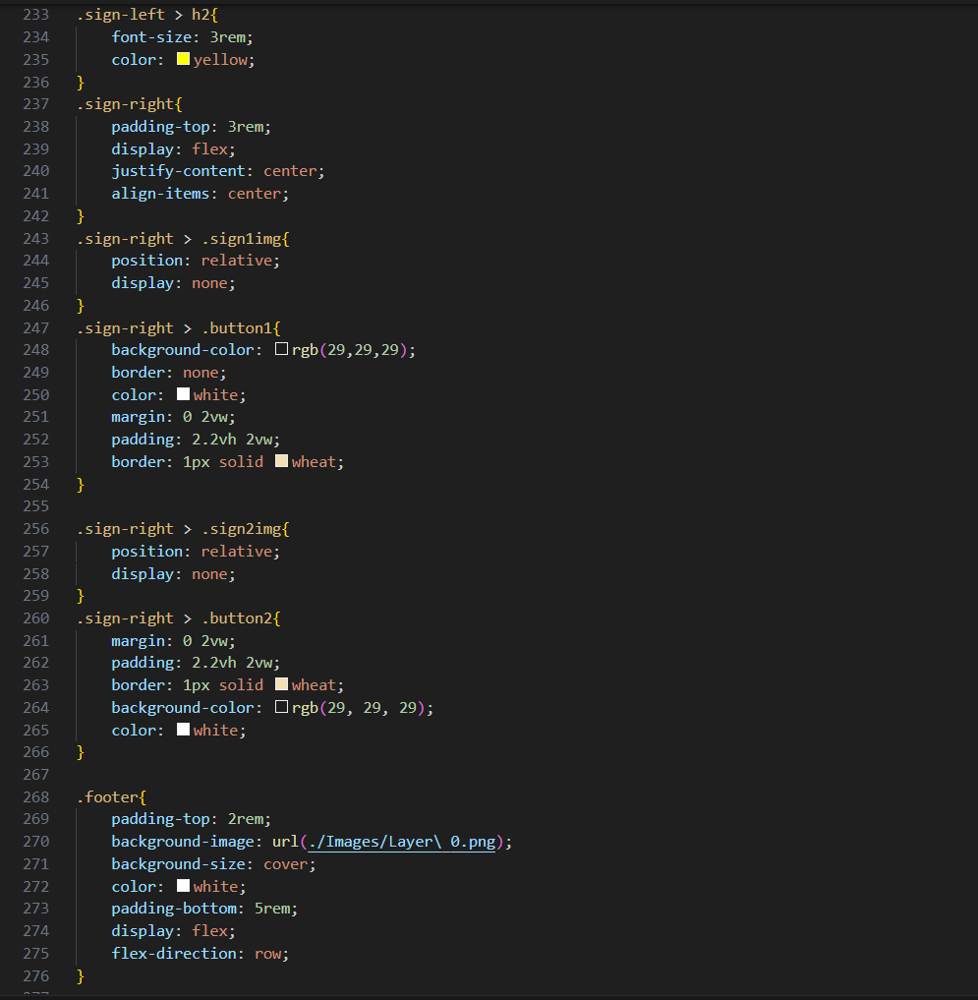 233 .sign-left > h2{
234     font-size: 3rem;
235     color: yellow;
236 }
237 .sign-right{
238     padding-top: 3rem;
239     display: flex;
240     justify-content: center;
241     align-items: center;
242 }
243 .sign-right > .sign1img{
244     position: relative;
245     display: none;
246 }
247 .sign-right > .button1{
248     background-color: rgb(29,29,29);
249     border: none;
250     color: white;
251     margin: 0 2vw;
252     padding: 2.2vh 2vw;
253     border: 1px solid wheat;
254 }
255
256 .sign-right > .sign2img{
257     position: relative;
258     display: none;
259 }
260 .sign-right > .button2{
261     margin: 0 2vw;
262     padding: 2.2vh 2vw;
263     border: 1px solid wheat;
264     background-color: rgb(29, 29, 29);
265     color: white;
266 }
267
268 .footer{
269     padding-top: 2rem;
270     background-image: url(./Images/Layer\ 0.png);
271     background-size: cover;
272     color: white;
273     padding-bottom: 5rem;
274     display: flex;
275     flex-direction: row;
276 }